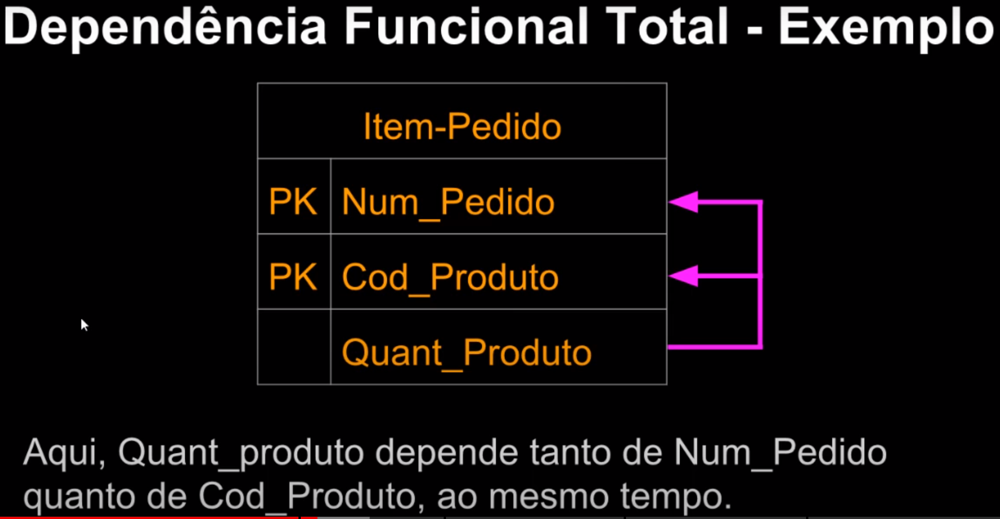 Dependência Funcional Total - Exemplo
Item-Pedido
PK Num_Pedido
PK Cod_Produto
Quant_Produto
Aqui, Quant_produto depende tanto de Num_Pedido
quanto de Cod_Produto, ao mesmo tempo.